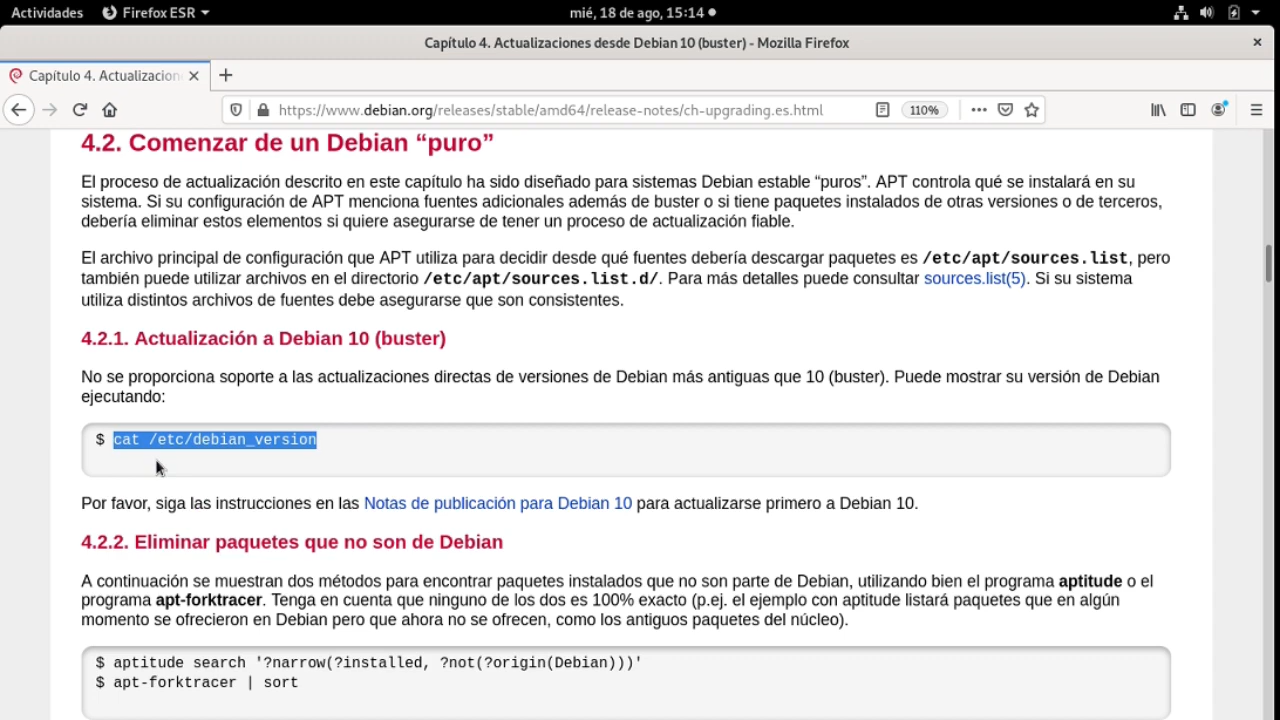 Actividades Firefox ESR mié, 18 de ago, 15:14
Capítulo 4. Actualizaciones desde Debian 10 (buster) - Mozilla Firefox
Capítulo 4. Actualizacion
https://www.debian.org/releases/stable/amd64/release-notes/ch-upgrading.es.html 110%
4.2. Comenzar de un Debian “puro”
El proceso de actualización descrito en este capítulo ha sido diseñado para sistemas Debian estable “puros”. APT controla qué se instalará en su
sistema. Si su configuración de APT menciona fuentes adicionales además de buster o si tiene paquetes instalados de otras versiones o de terceros,
debería eliminar estos elementos si quiere asegurarse de tener un proceso de actualización fiable.
El archivo principal de configuración que APT utiliza para decidir desde qué fuentes debería descargar paquetes es /etc/apt/sources.list, pero
también puede utilizar archivos en el directorio /etc/apt/sources.list.d/. Para más detalles puede consultar sources.list(5). Si su sistema
utiliza distintos archivos de fuentes debe asegurarse que son consistentes.
4.2.1. Actualización a Debian 10 (buster)
No se proporciona soporte a las actualizaciones directas de versiones de Debian más antiguas que 10 (buster). Puede mostrar su versión de Debian
ejecutando:
$ cat /etc/debian_version
Por favor, siga las instrucciones en las Notas de publicación para Debian 10 para actualizarse primero a Debian 10.
4.2.2. Eliminar paquetes que no son de Debian
A continuación se muestran dos métodos para encontrar paquetes instalados que no son parte de Debian, utilizando bien el programa aptitude o el
programa apt-forktracer. Tenga en cuenta que ninguno de los dos es 100% exacto (p.ej. el ejemplo con aptitude listará paquetes que en algún
momento se ofrecieron en Debian pero que ahora no se ofrecen, como los antiguos paquetes del núcleo).
$ aptitude search '?narrow(?installed, ?not(?origin(Debian)))'
$ apt-forktracer | sort